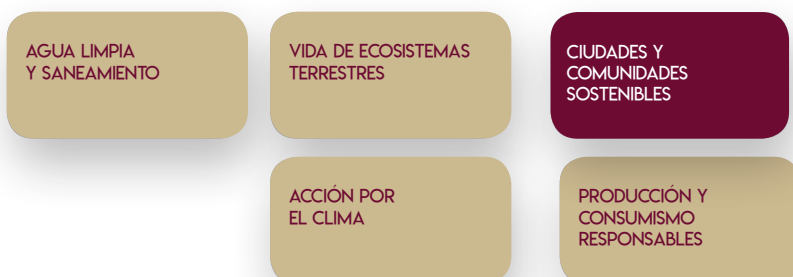 AGUA LIMPIA
Y SANEAMIENTO
VIDA DE ECOSISTEMAS
TERRESTRES
CIUDADES Y
COMUNIDADES
SOSTENIBLES
ACCIÓN POR
EL CLIMA
PRODUCCIÓN Y
CONSUMISMO
RESPONSABLES